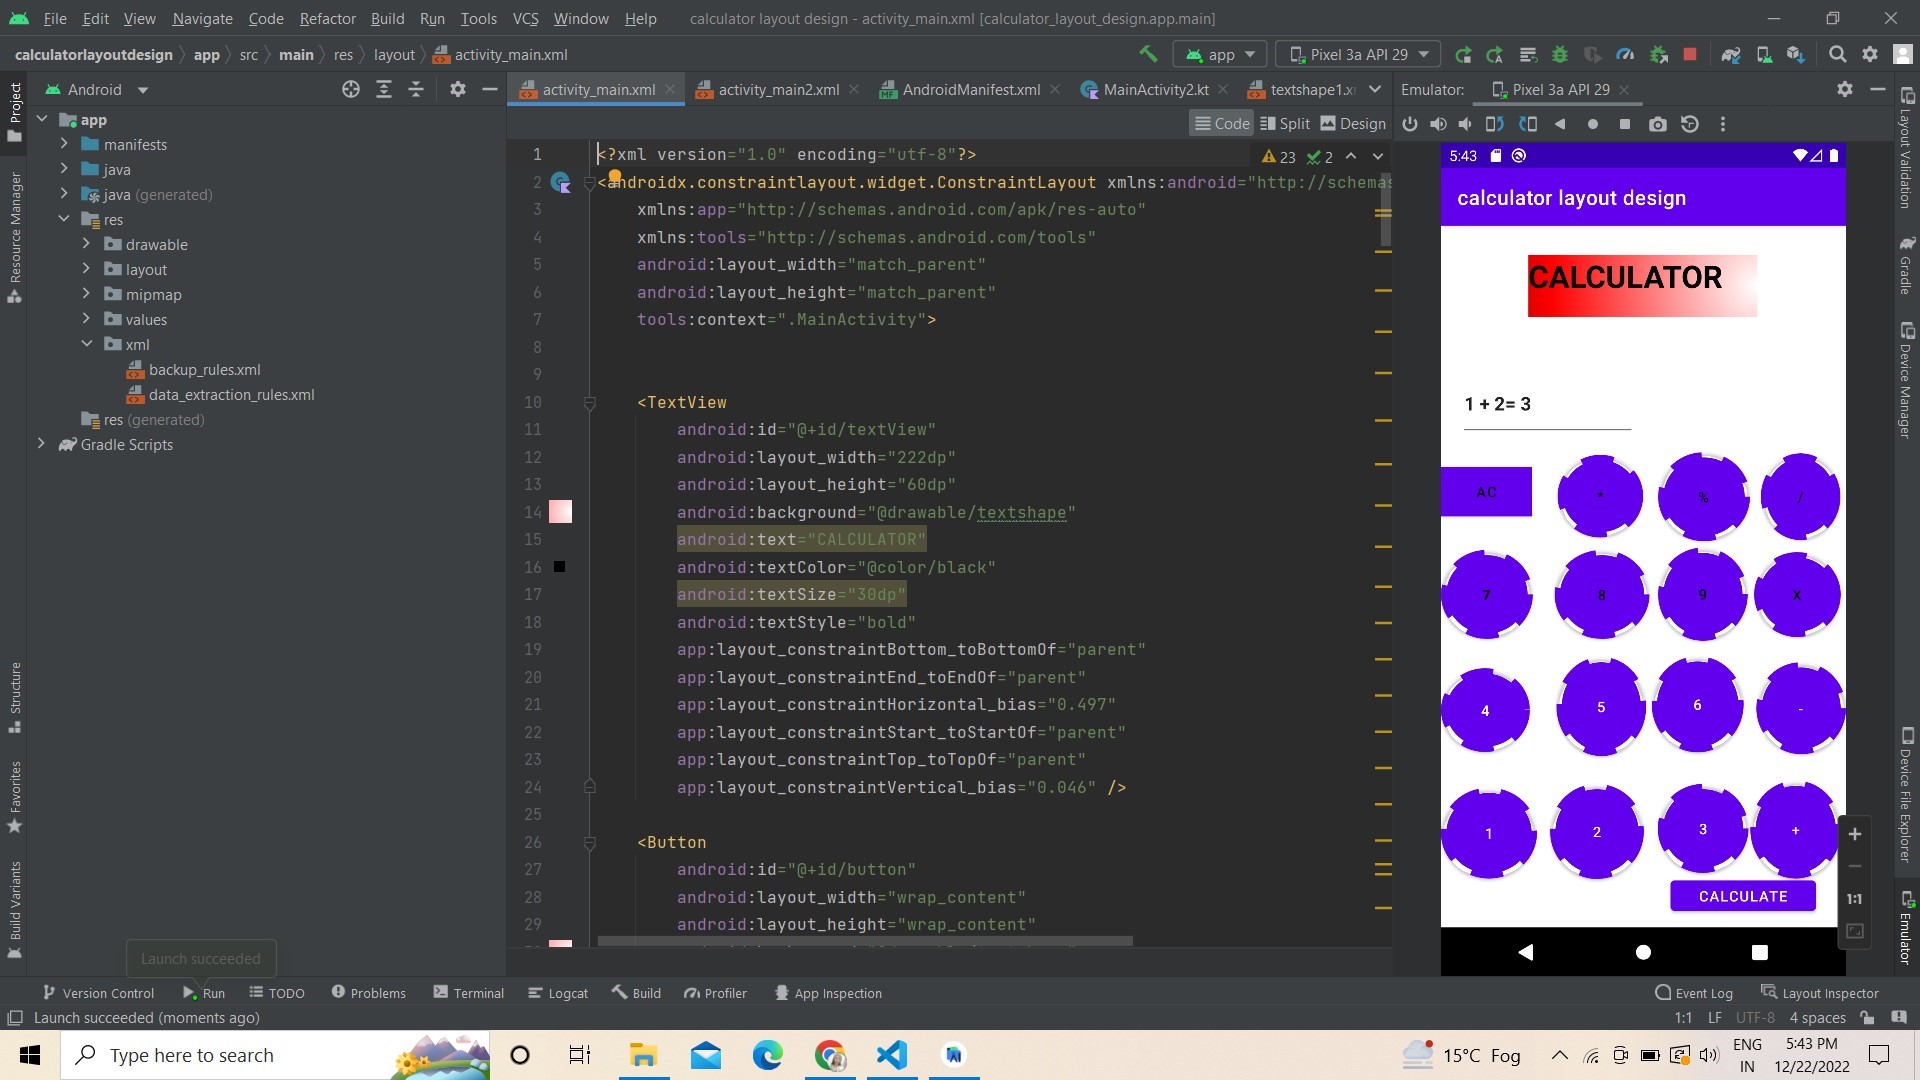 File Edit View Navigate Code Refactor Build Run Tools VCS Window Help calculator layout design - activity_main.xml [calculator_layout_design.app.main]
calculatorlayoutdesign app src main res layout activity_main.xml app Pixel 3a API 29
Android activity_main.xml activity_main2.xml AndroidManifest.xml MainActivity2.kt textshape1.x Emulator: Pixel 3a API 29
Code Split Design
Project
Resource Manager
Structure
Favorites
Build Variants
app
manifests
java
java (generated)
res
drawable
layout
mipmap
values
xml
backup_rules.xml
data_extraction_rules.xml
res (generated)
Gradle Scripts
23 2
1 <?xml version="1.0" encoding="utf-8"?>
2 <androidx.constraintlayout.widget.ConstraintLayout xmlns:android="http://schemas
3 xmlns:app="http://schemas.android.com/apk/res-auto"
4 xmlns:tools="http://schemas.android.com/tools"
5 android:layout_width="match_parent"
6 android:layout_height="match_parent"
7 tools:context=".MainActivity">
8
9
10 <TextView
11 android:id="@+id/textView"
12 android:layout_width="222dp"
13 android:layout_height="60dp"
14 android:background="@drawable/textshape"
15 android:text="CALCULATOR"
16 android:textColor="@color/black"
17 android:textSize="30dp"
18 android:textStyle="bold"
19 app:layout_constraintBottom_toBottomOf="parent"
20 app:layout_constraintEnd_toEndOf="parent"
21 app:layout_constraintHorizontal_bias="0.497"
22 app:layout_constraintStart_toStartOf="parent"
23 app:layout_constraintTop_toTopOf="parent"
24 app:layout_constraintVertical_bias="0.046" />
25
26 <Button
27 android:id="@+id/button"
28 android:layout_width="wrap_content"
29 android:layout_height="wrap_content"
5:43
calculator layout design
CALCULATOR
1 + 2= 3
AC * % /
7 8 9 X
4 5 6 -
1 2 3 +
CALCULATE
1:1
Layout Validation
Gradle
Device Manager
Device File Explorer
Emulator
Launch succeeded
Version Control Run TODO Problems Terminal Logcat Build Profiler App Inspection Event Log Layout Inspector
Launch succeeded (moments ago) 1:1 LF UTF-8 4 spaces
Type here to search 15°C Fog ENG IN 5:43 PM 12/22/2022